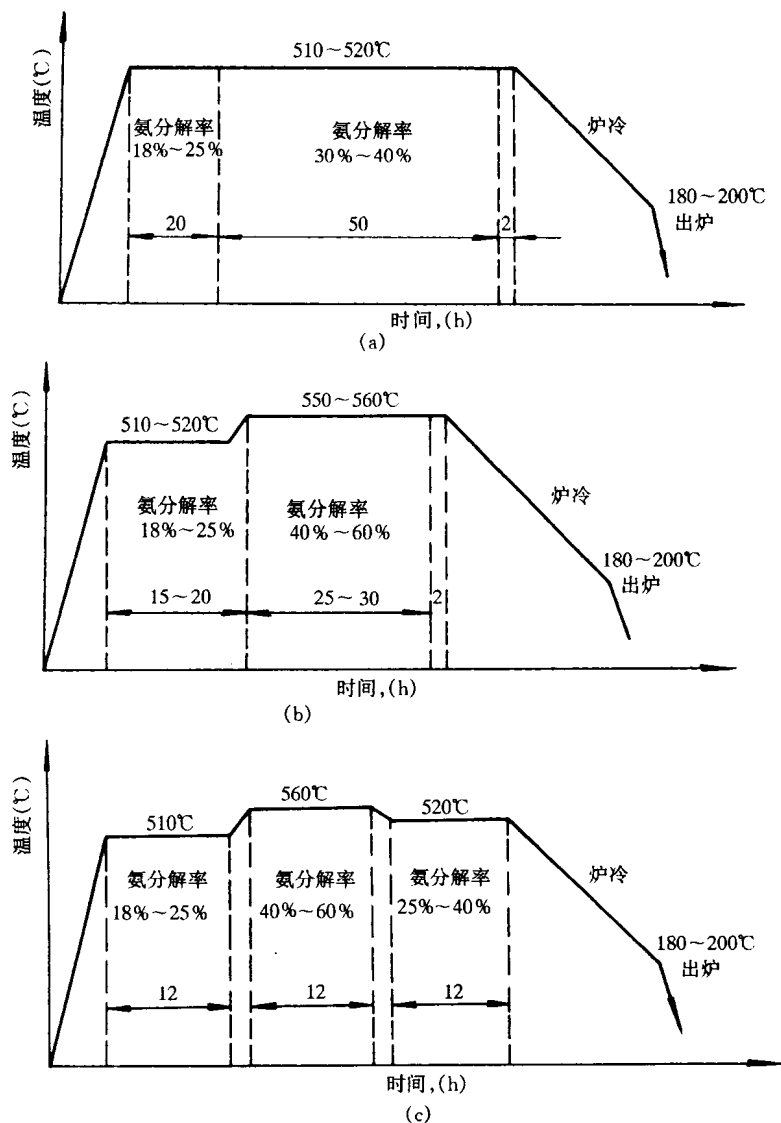 温度(℃)
510～520℃
氨分解率
18%～25%
氨分解率
30%～40%
炉冷
180～200℃
出炉
20
50
2
时间,(h)
(a)
温度(℃)
510～520℃
550～560℃
氨分解率
18%～25%
氨分解率
40%～60%
炉冷
180～200℃
出炉
15～20
25～30
2
时间,(h)
(b)
温度(℃)
510℃
560℃
520℃
氨分解率
18%～25%
氨分解率
40%～60%
氨分解率
25%～40%
炉冷
180～200℃
出炉
12
12
12
时间,(h)
(c)